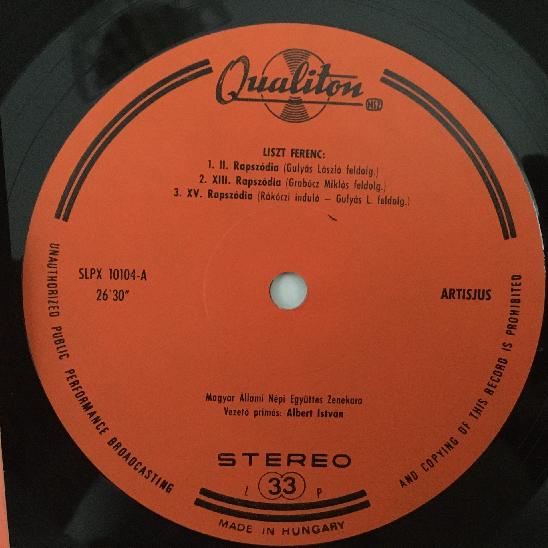 Qualiton
MSZ
LISZT FERENC:
1. II. Rapszódia (Gulyás László feldolg.)
2. XIII. Rapszódia (Grabócz Miklós feldolg.)
3. XV. Rapszódia (Rákóczi induló – Gulyás L. feldolg.)
SLPX 10104-A
26'30"
ARTISJUS
Magyar Állami Népi Együttes Zenekara
Vezető prímás: Albert István
STEREO
L 33 P
UNAUTHORIZED PUBLIC PERFORMANCE BROADCASTING
AND COPYING OF THIS RECORD IS PROHIBITED
MADE IN HUNGARY